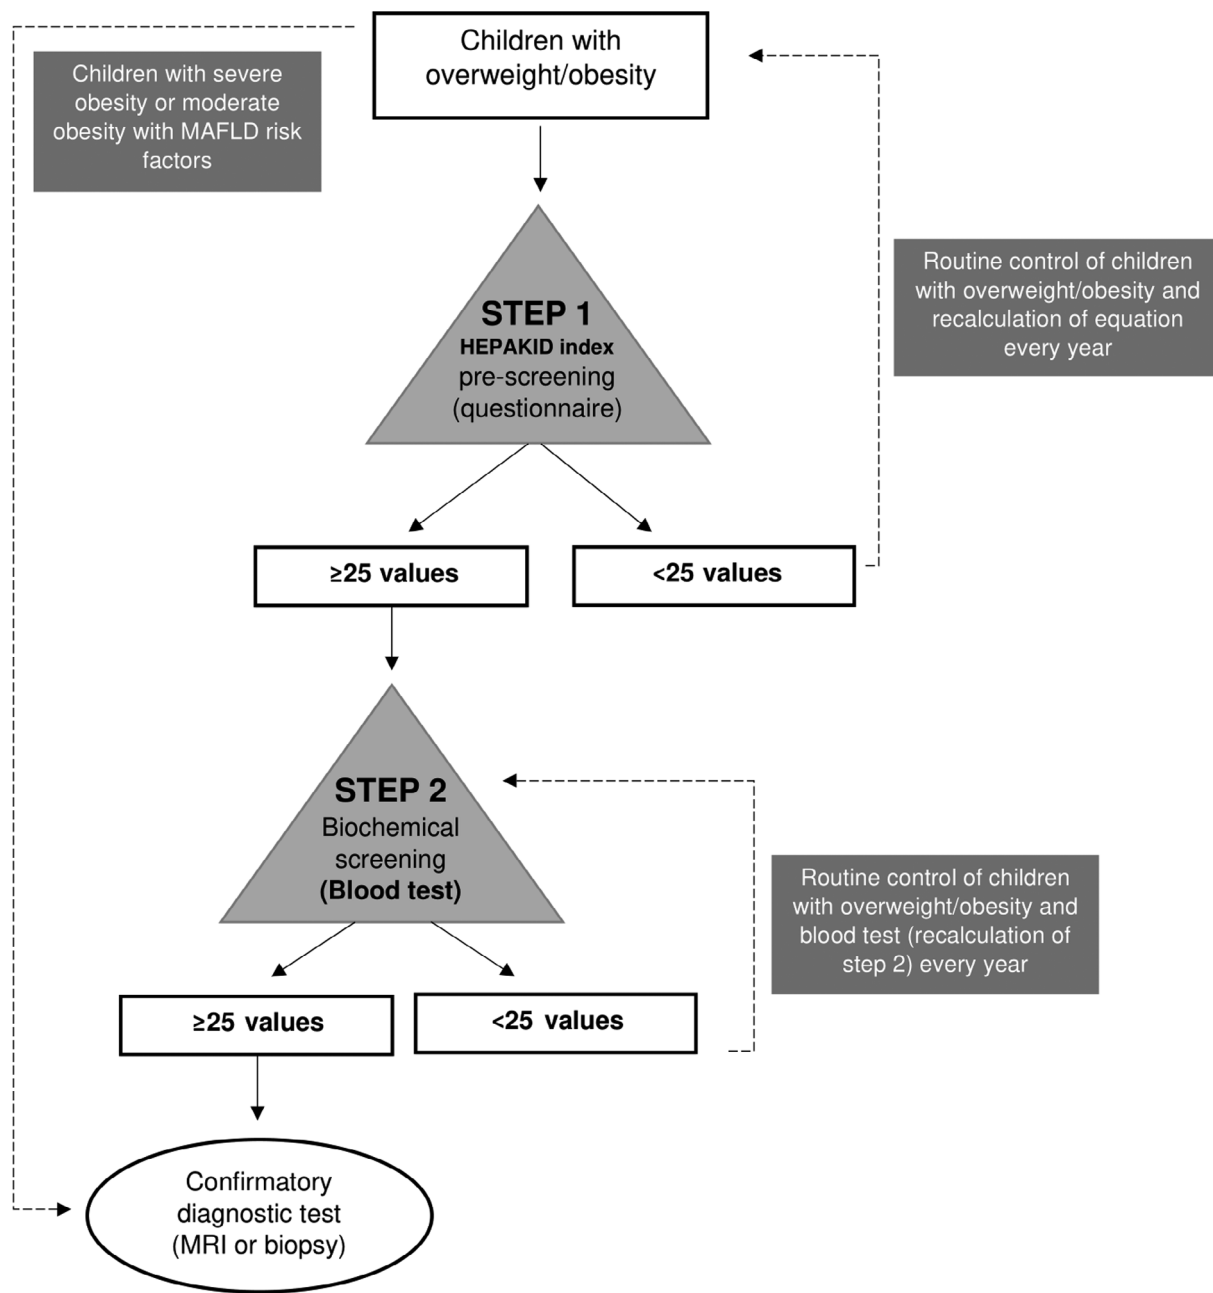 Children with
overweight/obesity
Children with severe
obesity or moderate
obesity with MAFLD risk
factors
Routine control of children
with overweight/obesity and
recalculation of equation
every year
STEP 1
HEPAKID index
pre-screening
(questionnaire)
≥25 values
<25 values
STEP 2
Biochemical
screening
(Blood test)
Routine control of children
with overweight/obesity and
blood test (recalculation of
step 2) every year
≥25 values
<25 values
Confirmatory
diagnostic test
(MRI or biopsy)